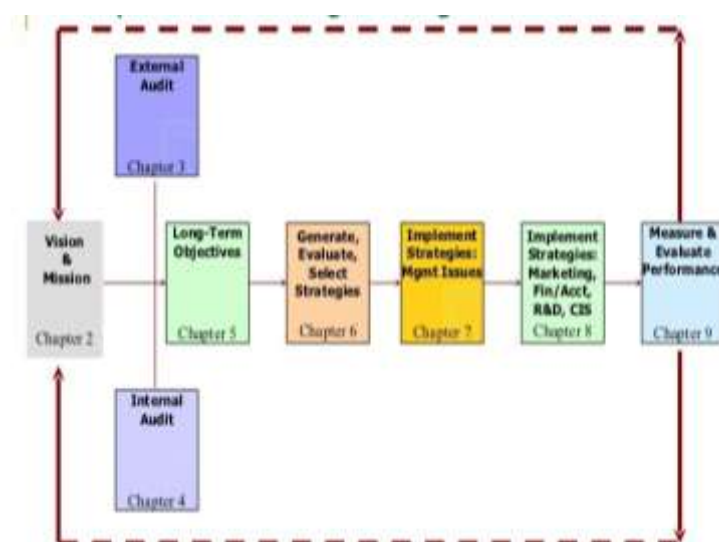 External
Audit
Chapter 3
Vision
&
Mission
Chapter 2
Long-Term
Objectives
Chapter 5
Generate,
Evaluate,
Select
Strategies
Chapter 6
Implement
Strategies:
Mgmt Issues
Chapter 7
Implement
Strategies:
Marketing,
Fin/Acct,
R&D, CIS
Chapter 8
Measure &
Evaluate
Performance
Chapter 9
Internal
Audit
Chapter 4